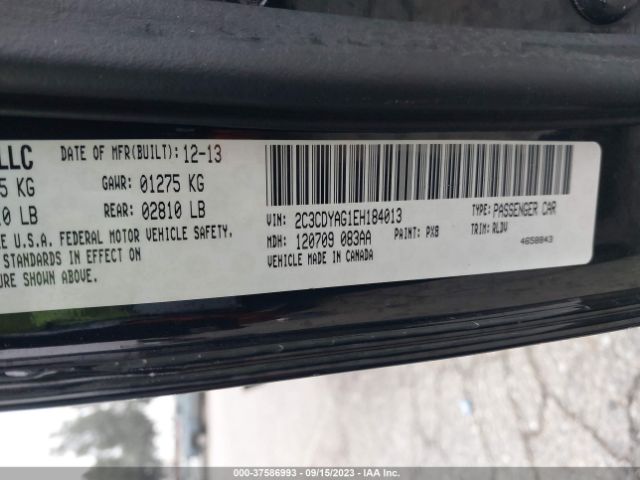 LLC DATE OF MFR(BUILT): 12-13
5 KG GAWR: 01275 KG
0 LB REAR: 02810 LB
E U.S.A. FEDERAL MOTOR VEHICLE SAFETY.
STANDARDS IN EFFECT ON
URE SHOWN ABOVE.
VIN: 2C3CDYAG1EH184013 TYPE: PASSENGER CAR
MDH: 120709 083AA PAINT: PX8 TRIM: RLDV
VEHICLE MADE IN CANADA 4658843
000-37586993 - 09/15/2023 - IAA Inc.